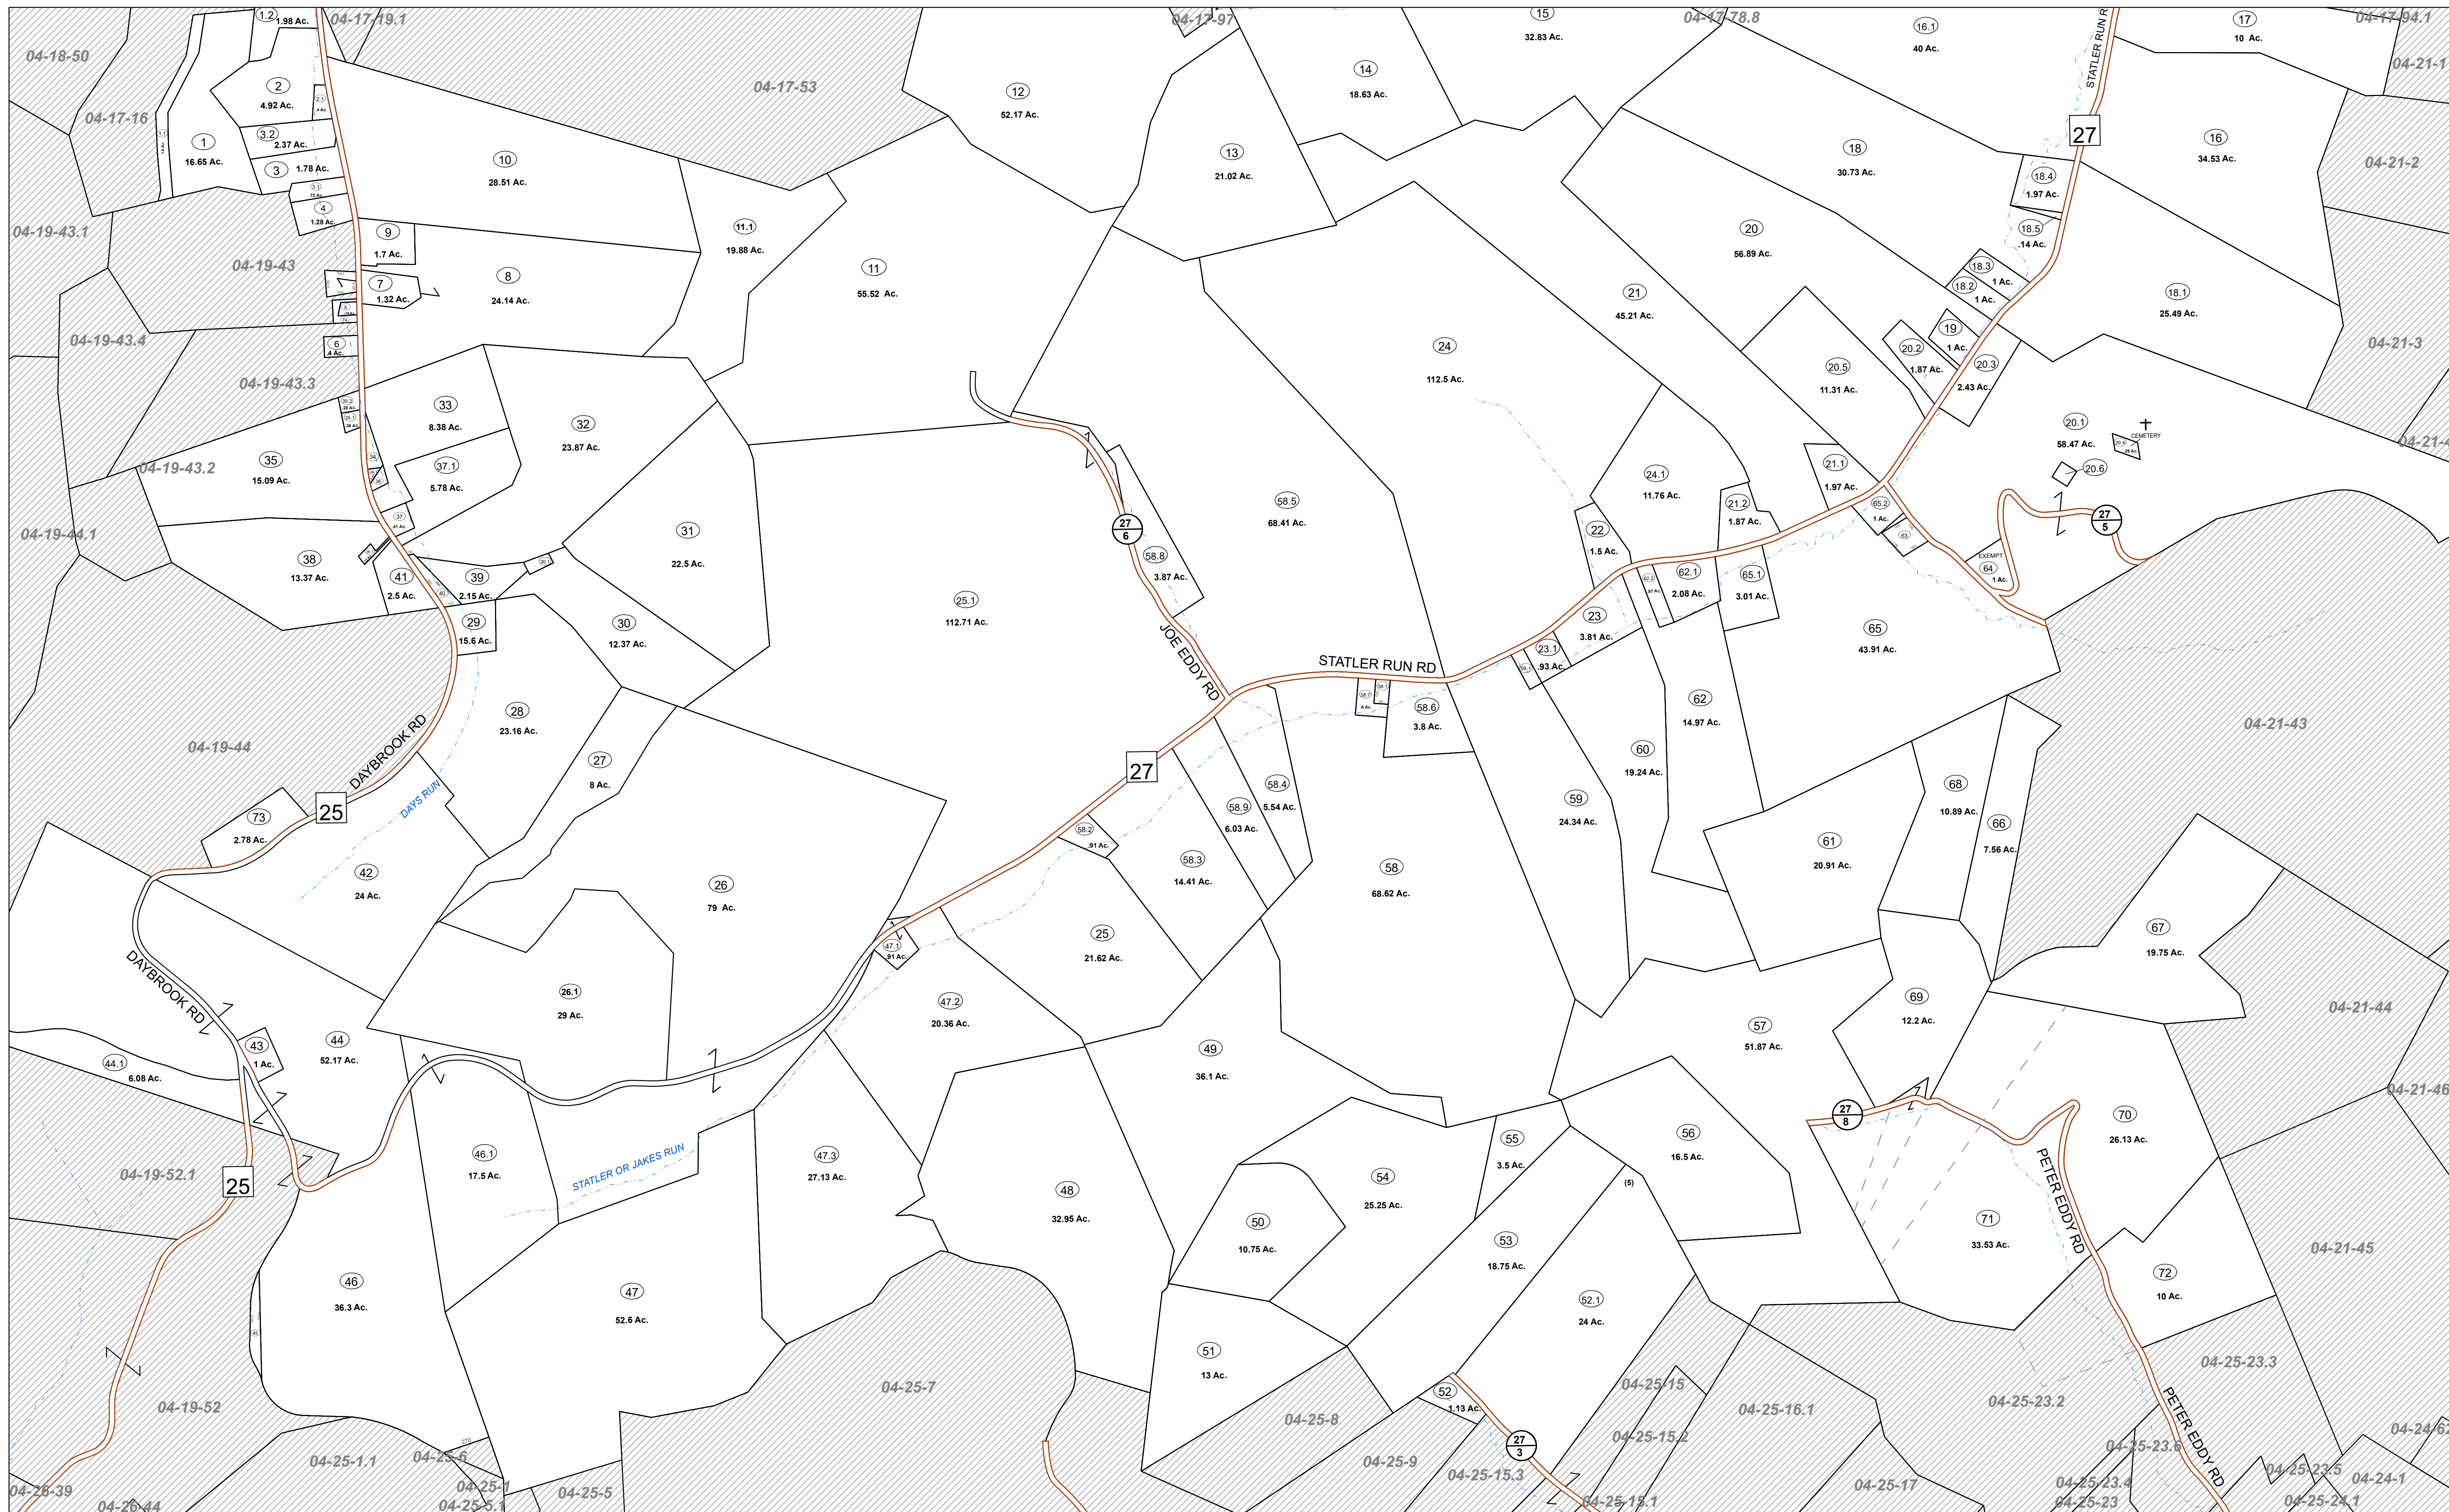 1.2
1.98 Ac.
04-17-19.1
04-17-97
15
32.83 Ac.
04-17-78.8
16.1
40 Ac.
STATLER RUN R
17
10 Ac.
04-17-94.1
04-18-50
04-21-1
2
4.92 Ac.
04-17-53
12
52.17 Ac.
14
18.63 Ac.
04-17-16
3.2
2.37 Ac.
1
16.65 Ac.
3
1.78 Ac.
3.1
4
1.28 Ac.
10
28.51 Ac.
13
21.02 Ac.
18
30.73 Ac.
27
16
34.53 Ac.
18.4
1.97 Ac.
04-21-2
04-19-43.1
04-19-43
9
1.7 Ac.
11.1
19.88 Ac.
20
56.89 Ac.
18.5
.14 Ac.
7
1.32 Ac.
8
24.14 Ac.
11
55.52 Ac.
21
45.21 Ac.
18.3
1 Ac.
18.2
1 Ac.
18.1
25.49 Ac.
04-19-43.4
6
.4 Ac.
24
112.5 Ac.
19
1 Ac.
20.2
1.87 Ac.
20.3
2.43 Ac.
20.5
11.31 Ac.
04-21-3
04-19-43.3
33
8.38 Ac.
32
23.87 Ac.
20.1
58.47 Ac.
CEMETERY
04-21-4
04-19-43.2
35
15.09 Ac.
34
37.1
5.78 Ac.
21.1
1.97 Ac.
20.6
24.1
11.76 Ac.
21.2
1.87 Ac.
65.2
1 Ac.
27
5
04-19-44.1
37
.41 Ac.
31
22.5 Ac.
27
6
58.5
68.41 Ac.
22
1.5 Ac.
63
38
13.37 Ac.
41
2.5 Ac.
40
39
2.15 Ac.
58.8
3.87 Ac.
62.1
2.08 Ac.
65.1
3.01 Ac.
EXEMPT
64
1 Ac.
29
15.6 Ac.
30
12.37 Ac.
25.1
112.71 Ac.
JOE EDDY RD
STATLER RUN RD
23
3.81 Ac.
23.1
.93 Ac.
65
43.91 Ac.
04-19-44
DAYBROOK RD
28
23.16 Ac.
58.7
.9 Ac.
58.1
58.6
3.8 Ac.
62
14.97 Ac.
04-21-43
27
8 Ac.
27
60
19.24 Ac.
DAYS RUN
25
73
2.78 Ac.
58.4
5.54 Ac.
58.9
6.03 Ac.
59
24.34 Ac.
68
10.89 Ac.
66
7.56 Ac.
42
24 Ac.
26
79 Ac.
58.2
.91 Ac.
58.3
14.41 Ac.
58
68.62 Ac.
61
20.91 Ac.
DAYBROOK RD
47.1
.91 Ac.
25
21.62 Ac.
67
19.75 Ac.
26.1
29 Ac.
47.2
20.36 Ac.
69
12.2 Ac.
04-21-44
43
1 Ac.
44
52.17 Ac.
44.1
6.08 Ac.
49
36.1 Ac.
57
51.87 Ac.
04-21-46
27
8
70
26.13 Ac.
04-19-52.1
25
46.1
17.5 Ac.
STATLER OR JAKES RUN
47.3
27.13 Ac.
48
32.95 Ac.
54
25.25 Ac.
55
3.5 Ac.
56
16.5 Ac.
(5)
PETER EDDY RD
50
10.75 Ac.
53
18.75 Ac.
71
33.53 Ac.
04-21-45
46
36.3 Ac.
47
52.6 Ac.
72
10 Ac.
52.1
24 Ac.
45
51
13 Ac.
04-25-23.3
04-19-52
04-25-7
52
1.13 Ac.
04-25-15
04-25-16.1
04-25-23.2
PETER EDDY RD
04-25-8
27
3
04-25-15.2
04-24-62
04-25-1.1
270
04-25-6
04-25-9
04-25-15.3
04-25-23.6
04-26-39
04-26-44
04-25-1
04-25-5.1
04-25-5
04-25-15.1
04-25-17
04-25-23.4
04-25-23
04-25-23.5
04-24-1
04-25-24.1